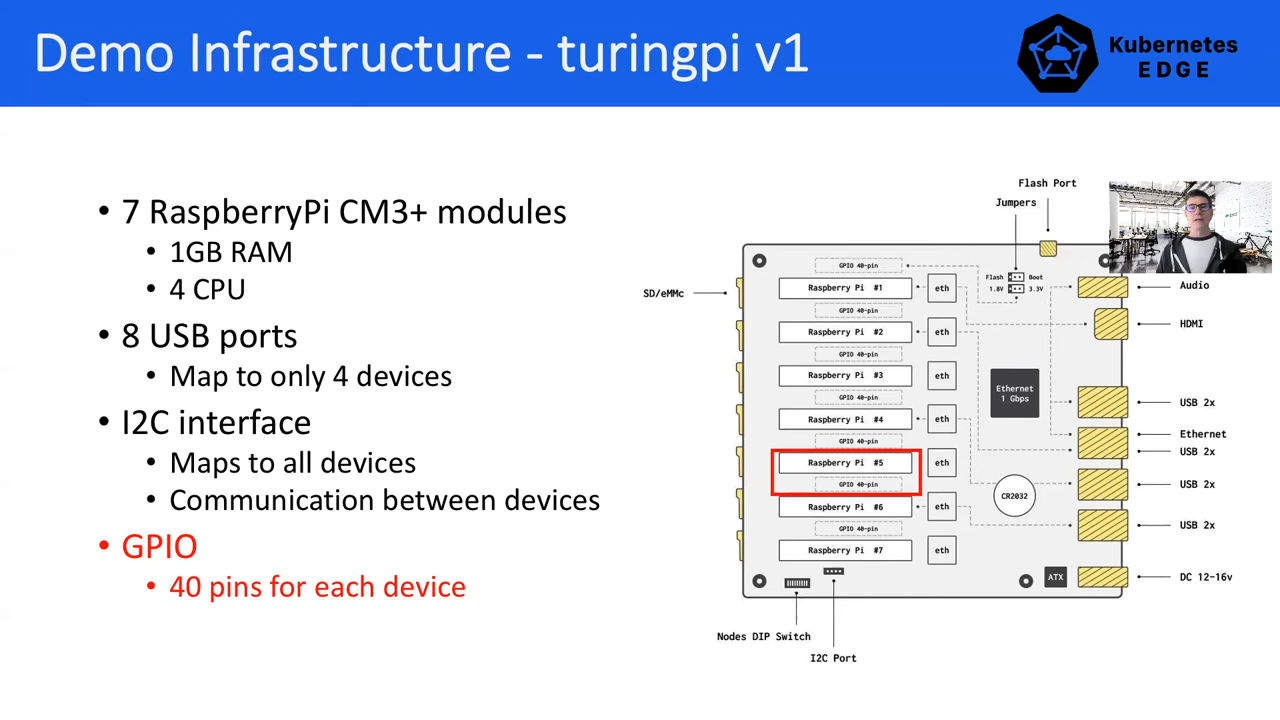 Demo Infrastructure - turingpi v1
Kubernetes
EDGE
• 7 RaspberryPi CM3+ modules
• 1GB RAM
• 4 CPU
• 8 USB ports
• Map to only 4 devices
• I2C interface
• Maps to all devices
• Communication between devices
• GPIO
• 40 pins for each device
Flash Port
Jumpers
SD/eMMc
GPIO 40-pin
Raspberry Pi #1
eth
GPIO 40-pin
Raspberry Pi #2
eth
GPIO 40-pin
Raspberry Pi #3
eth
GPIO 40-pin
Raspberry Pi #4
eth
GPIO 40-pin
Raspberry Pi #5
eth
GPIO 40-pin
Raspberry Pi #6
eth
GPIO 40-pin
Raspberry Pi #7
eth
Flash Boot
1.8V 3.3V
Ethernet
1 Gbps
CR2032
ATX
Audio
HDMI
USB 2x
Ethernet
USB 2x
USB 2x
USB 2x
DC 12-16v
Nodes DIP Switch
I2C Port